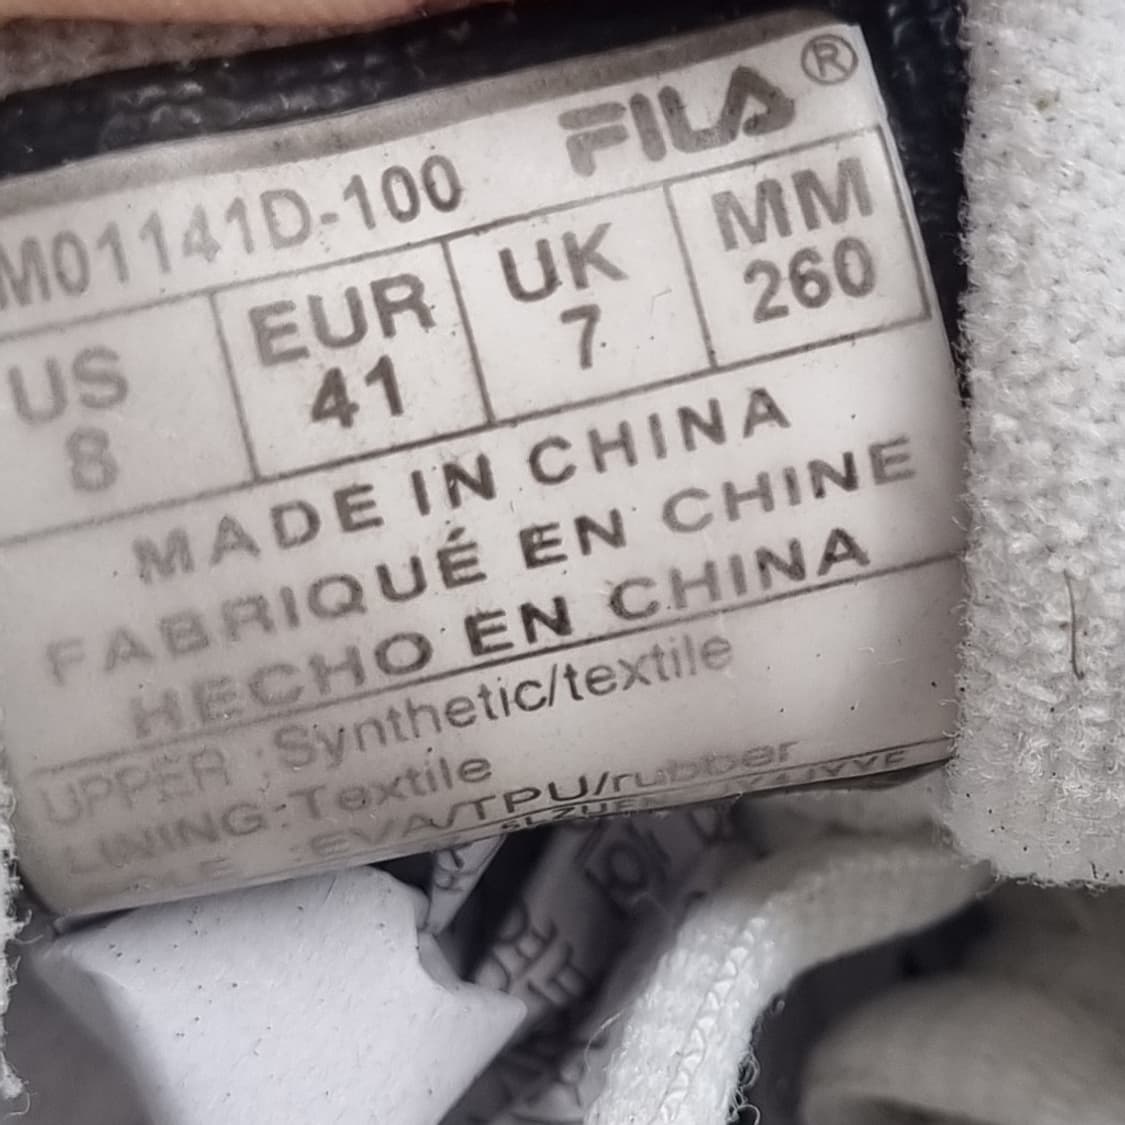 FILA®
M01141D-100
US EUR UK MM
8 41 7 260
MADE IN CHINA
FABRIQUÉ EN CHINE
HECHO EN CHINA
UPPER :Synthetic/textile
LINING:Textile
:EVA/TPU/rubber